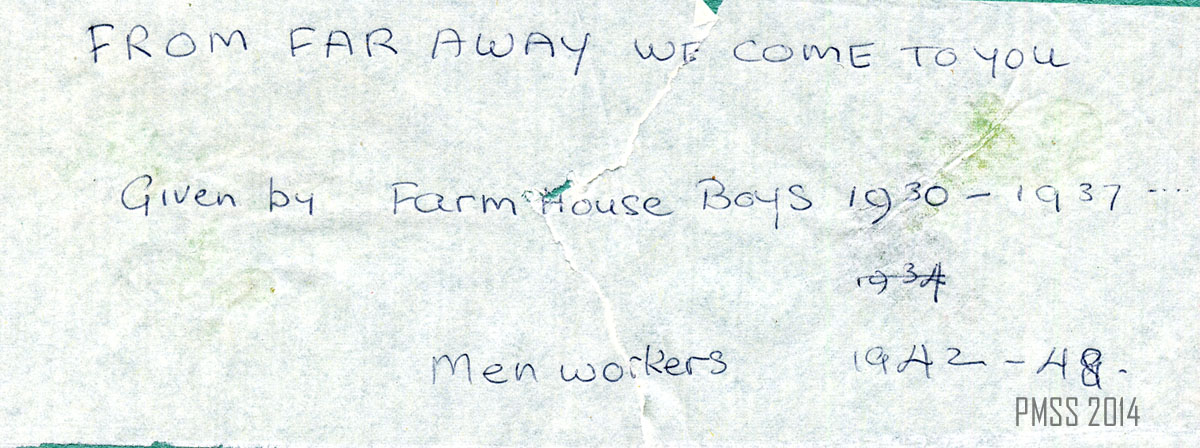 FROM FAR AWAY WE COME TO YOU
Given by Farm House Boys 1930 - 1937 ....
1934
Men workers 1942 - 48.
PMSS 2014